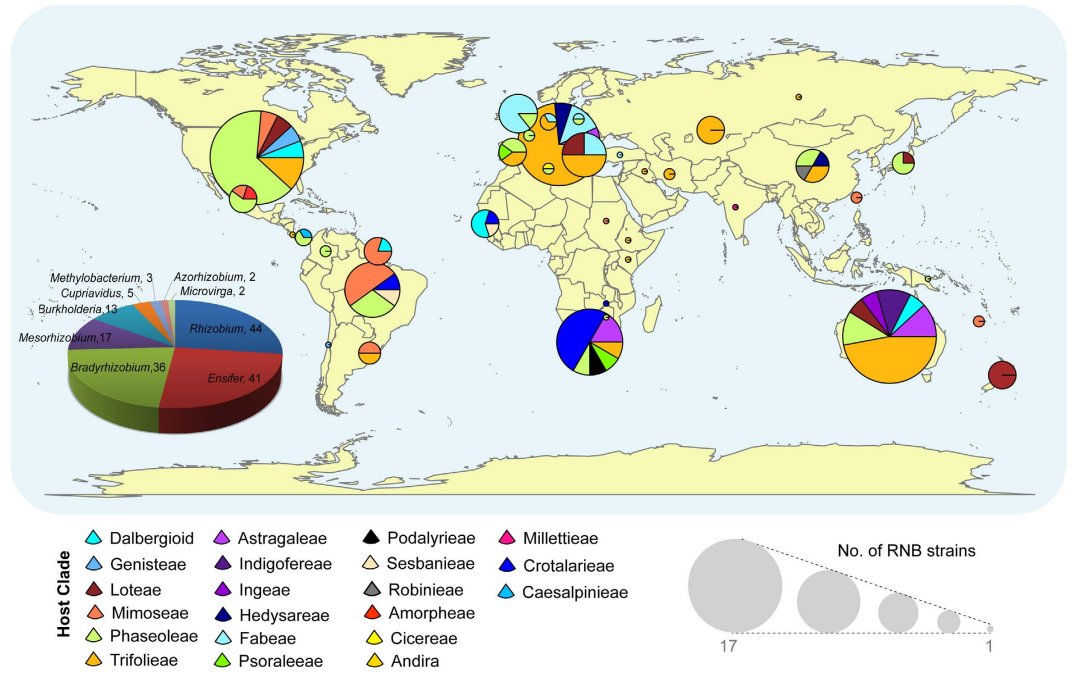 Methylobacterium, 3
Azorhizobium, 2
Cupriavidus, 5
Microvirga, 2
Burkholderia,13
Rhizobium, 44
Mesorhizobium,17
Bradyrhizobium,36
Ensifer, 41
Host Clade
Dalbergioid
Genisteae
Loteae
Mimoseae
Phaseoleae
Trifolieae
Astragaleae
Indigofereae
Ingeae
Hedysareae
Fabeae
Psoraleeae
Podalyrieae
Sesbanieae
Robinieae
Amorpheae
Cicereae
Andira
Millettieae
Crotalarieae
Caesalpinieae
No. of RNB strains
17
1